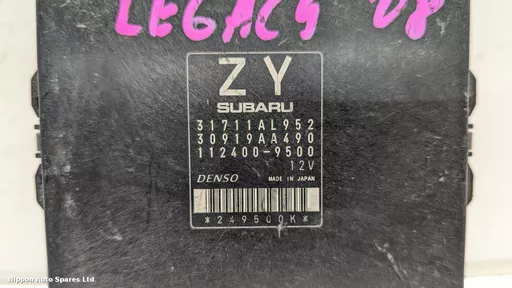 LEGACY 08
ZY
SUBARU
31711AL952
30919AA490
112400-9500
12V
DENSO MADE IN JAPAN
*249500K*
Nippon Auto Spares Ltd